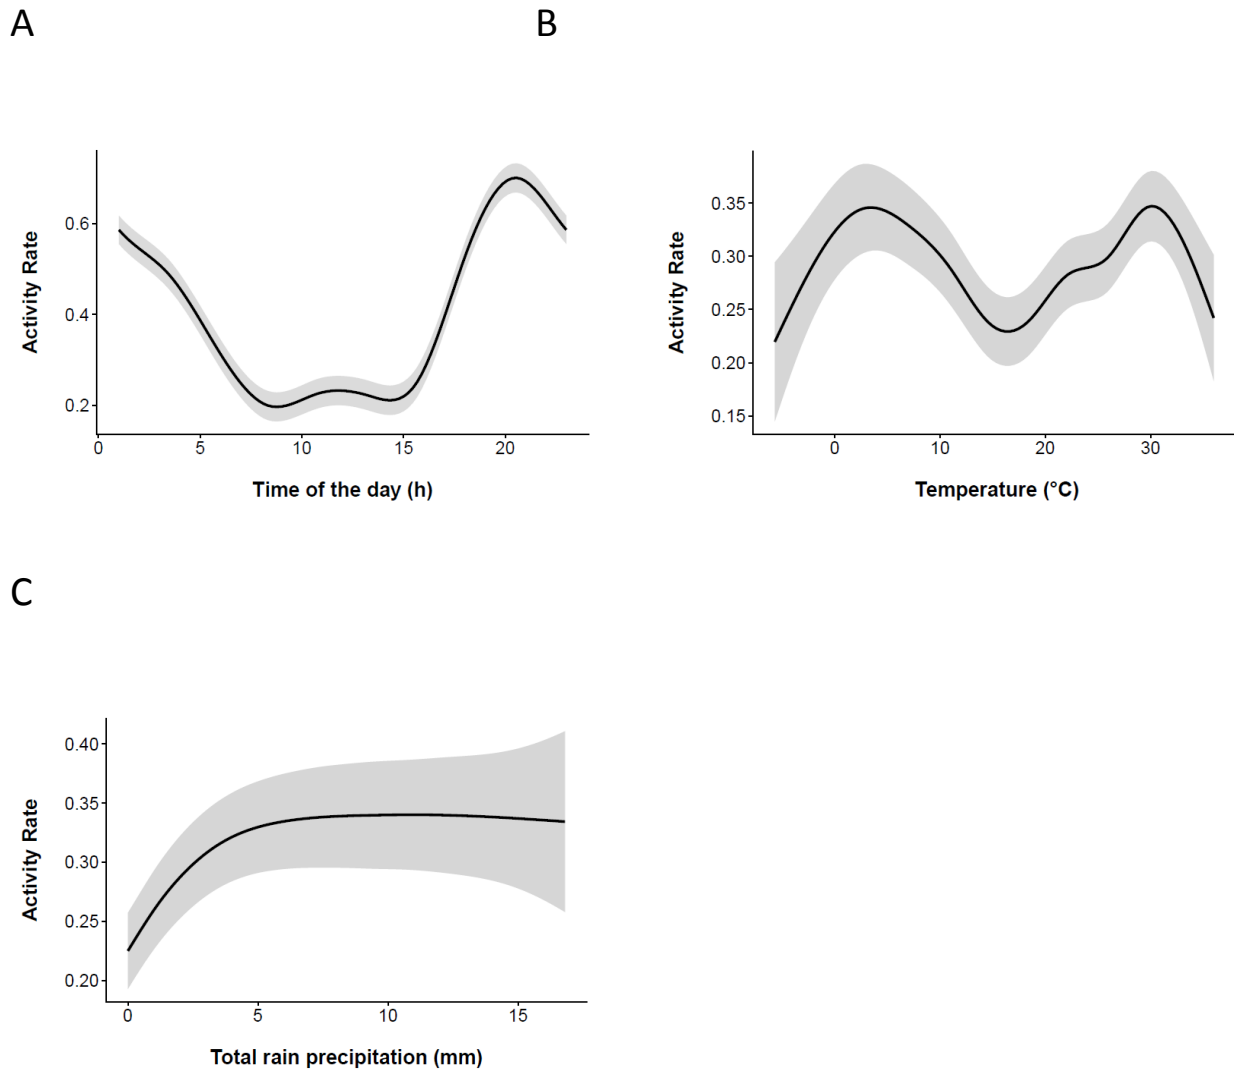 A
B
Activity Rate
0.6
0.4
0.2
0 5 10 15 20
Time of the day (h)
Activity Rate
0.35
0.30
0.25
0.20
0.15
0 10 20 30
Temperature (°C)
C
Activity Rate
0.40
0.35
0.30
0.25
0.20
0 5 10 15
Total rain precipitation (mm)